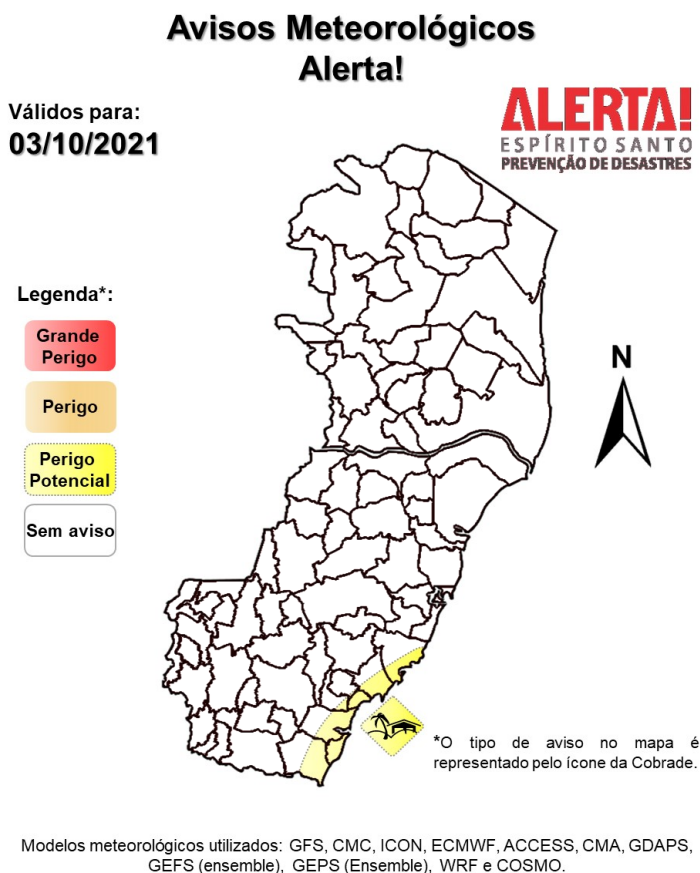 Avisos Meteorológicos
Alerta!
Válidos para:
03/10/2021
ALERTA!
ESPÍRITO SANTO
PREVENÇÃO DE DESASTRES
Legenda*:
Grande
Perigo
Perigo
Perigo
Potencial
Sem aviso
N
*O tipo de aviso no mapa é
representado pelo ícone da Cobrade.
Modelos meteorológicos utilizados: GFS, CMC, ICON, ECMWF, ACCESS, CMA, GDAPS,
GEFS (ensemble), GEPS (Ensemble), WRF e COSMO.